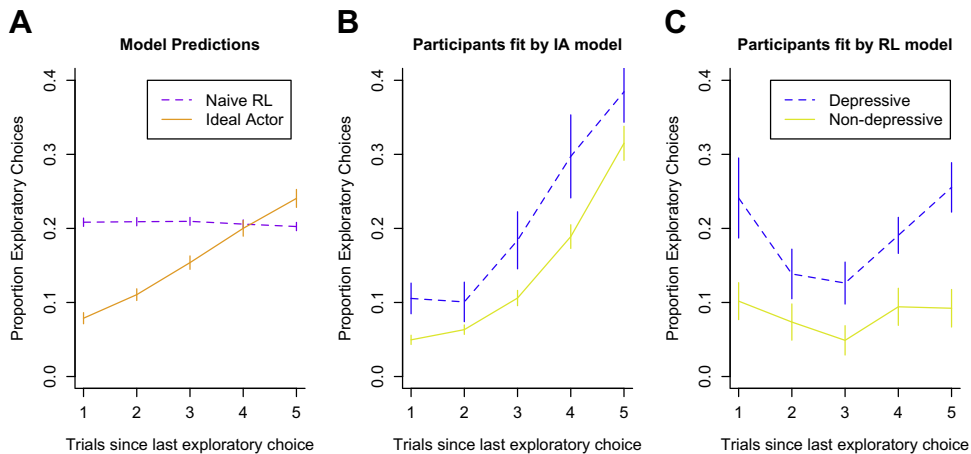 A
Model Predictions
Proportion Exploratory Choices
0.4
0.3
0.2
0.1
0.0
Naive RL
Ideal Actor
1 2 3 4 5
Trials since last exploratory choice
B
Participants fit by IA model
Proportion Exploratory Choices
0.4
0.3
0.2
0.1
0.0
1 2 3 4 5
Trials since last exploratory choice
C
Participants fit by RL model
Proportion Exploratory Choices
0.4
0.3
0.2
0.1
0.0
Depressive
Non-depressive
1 2 3 4 5
Trials since last exploratory choice